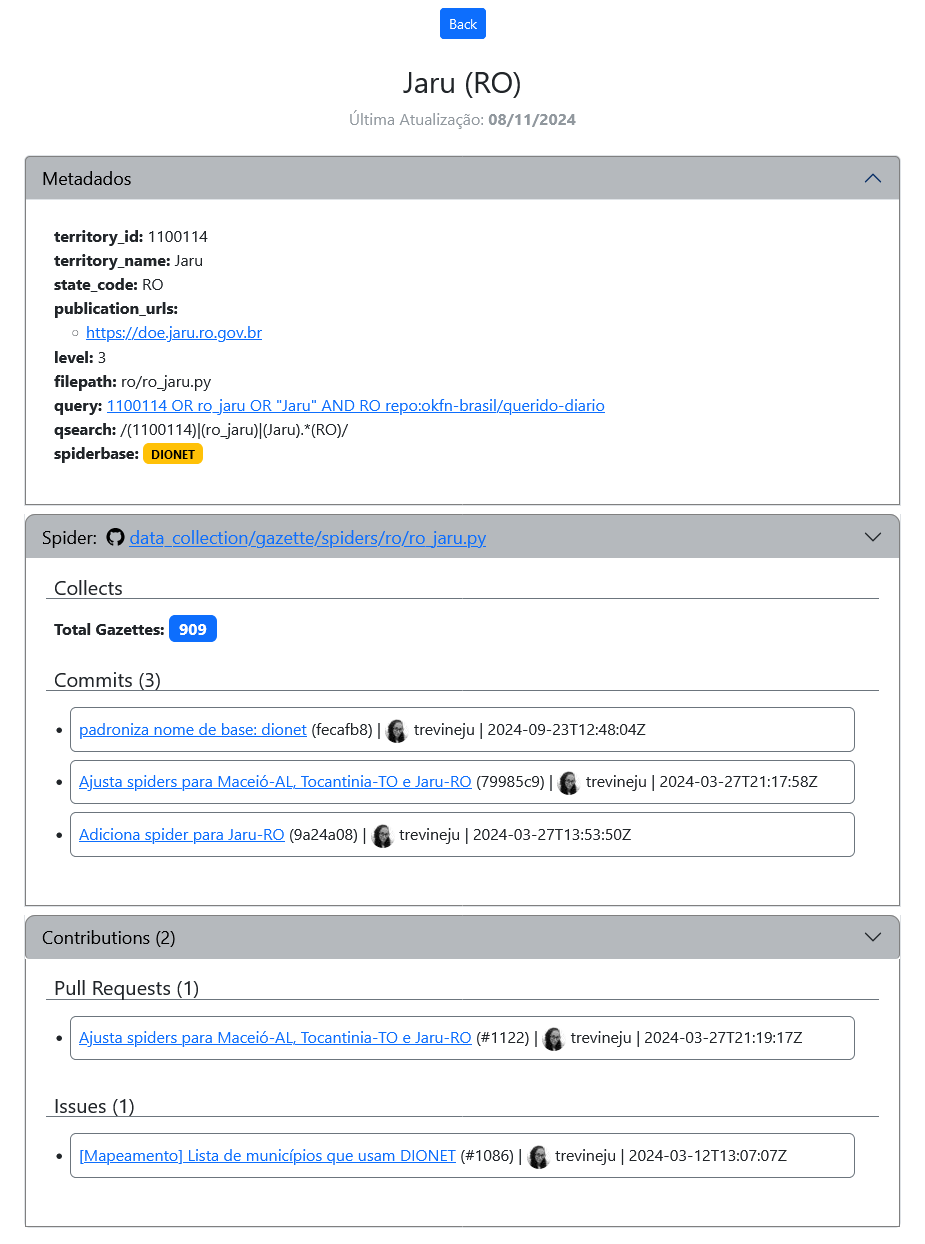 Back
Jaru (RO)
Última Atualização: 08/11/2024
Metadados
territory_id: 1100114
territory_name: Jaru
state_code: RO
publication_urls:
https://doe.jaru.ro.gov.br
level: 3
filepath: ro/ro_jaru.py
query: 1100114 OR ro_jaru OR "Jaru" AND RO repo:okfn-brasil/querido-diario
qsearch: /(1100114)|(ro_jaru)|(Jaru).*(RO)/
spiderbase: DIONET
Spider: data_collection/gazette/spiders/ro/ro_jaru.py
Collects
Total Gazettes: 909
Commits (3)
padroniza nome de base: dionet (fecafb8) | trevineju | 2024-09-23T12:48:04Z
Ajusta spiders para Maceió-AL, Tocantinia-TO e Jaru-RO (79985c9) | trevineju | 2024-03-27T21:17:58Z
Adiciona spider para Jaru-RO (9a24a08) | trevineju | 2024-03-27T13:53:50Z
Contributions (2)
Pull Requests (1)
Ajusta spiders para Maceió-AL, Tocantinia-TO e Jaru-RO (#1122) | trevineju | 2024-03-27T21:19:17Z
Issues (1)
[Mapeamento] Lista de municípios que usam DIONET (#1086) | trevineju | 2024-03-12T13:07:07Z